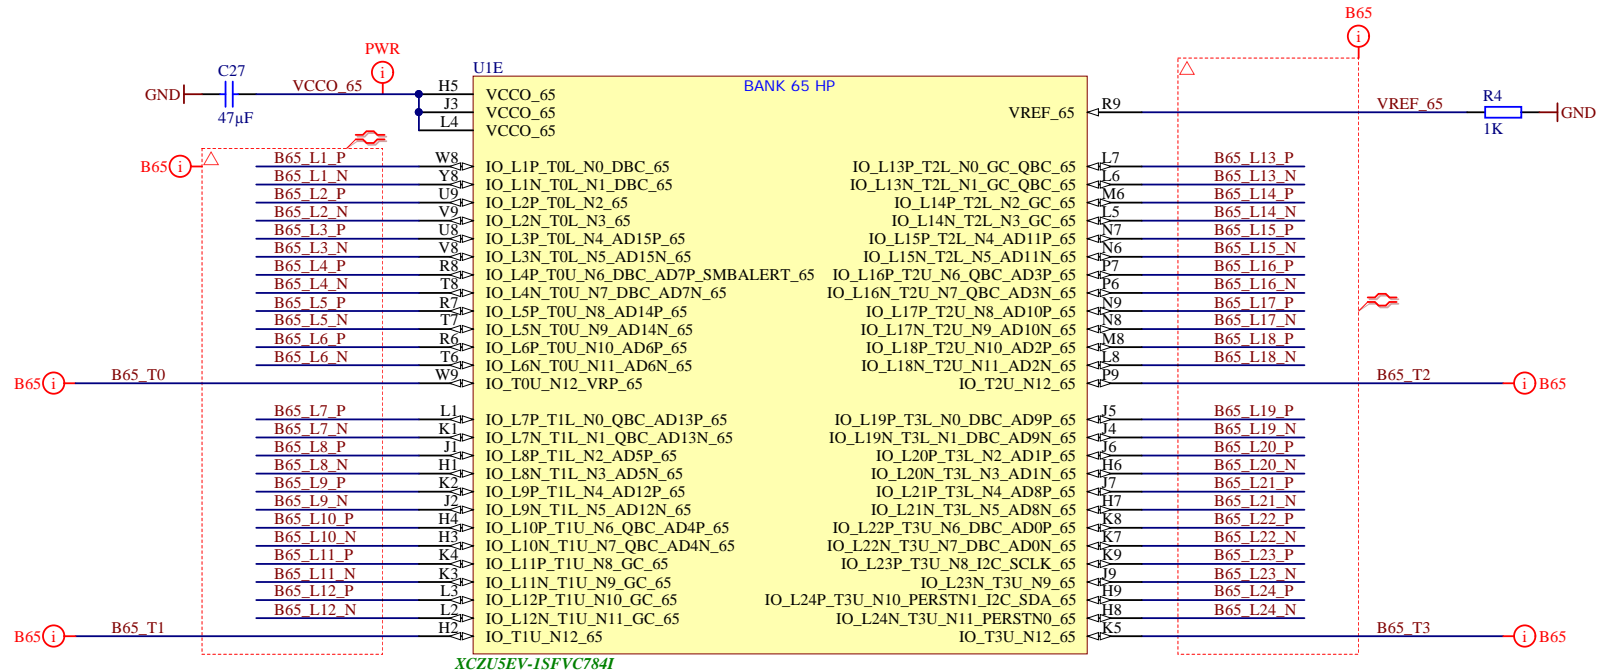 B65
PWR
U1E
C27
VCCO_65
GND
47µF
BANK 65 HP
H5 VCCO_65
J3 VCCO_65
L4 VCCO_65
VREF_65 R9 VREF_65
R4
1K
GND
B65
B65_L1_P W8 IO_L1P_T0L_N0_DBC_65
B65_L1_N Y8 IO_L1N_T0L_N1_DBC_65
B65_L2_P U9 IO_L2P_T0L_N2_65
B65_L2_N V9 IO_L2N_T0L_N3_65
B65_L3_P U8 IO_L3P_T0L_N4_AD15P_65
B65_L3_N V8 IO_L3N_T0L_N5_AD15N_65
B65_L4_P R8 IO_L4P_T0U_N6_DBC_AD7P_SMBALERT_65
B65_L4_N T8 IO_L4N_T0U_N7_DBC_AD7N_65
B65_L5_P R7 IO_L5P_T0U_N8_AD14P_65
B65_L5_N T7 IO_L5N_T0U_N9_AD14N_65
B65_L6_P R6 IO_L6P_T0U_N10_AD6P_65
B65_L6_N T6 IO_L6N_T0U_N11_AD6N_65
B65 B65_T0 W9 IO_T0U_N12_VRP_65
B65_L7_P L1 IO_L7P_T1L_N0_QBC_AD13P_65
B65_L7_N K1 IO_L7N_T1L_N1_QBC_AD13N_65
B65_L8_P J1 IO_L8P_T1L_N2_AD5P_65
B65_L8_N H1 IO_L8N_T1L_N3_AD5N_65
B65_L9_P K2 IO_L9P_T1L_N4_AD12P_65
B65_L9_N J2 IO_L9N_T1L_N5_AD12N_65
B65_L10_P H4 IO_L10P_T1U_N6_QBC_AD4P_65
B65_L10_N H3 IO_L10N_T1U_N7_QBC_AD4N_65
B65_L11_P K4 IO_L11P_T1U_N8_GC_65
B65_L11_N K3 IO_L11N_T1U_N9_GC_65
B65_L12_P L3 IO_L12P_T1U_N10_GC_65
B65_L12_N L2 IO_L12N_T1U_N11_GC_65
B65 B65_T1 H2 IO_T1U_N12_65
IO_L13P_T2L_N0_GC_QBC_65 L7 B65_L13_P
IO_L13N_T2L_N1_GC_QBC_65 L6 B65_L13_N
IO_L14P_T2L_N2_GC_65 M6 B65_L14_P
IO_L14N_T2L_N3_GC_65 L5 B65_L14_N
IO_L15P_T2L_N4_AD11P_65 N7 B65_L15_P
IO_L15N_T2L_N5_AD11N_65 N6 B65_L15_N
IO_L16P_T2U_N6_QBC_AD3P_65 P7 B65_L16_P
IO_L16N_T2U_N7_QBC_AD3N_65 P6 B65_L16_N
IO_L17P_T2U_N8_AD10P_65 N9 B65_L17_P
IO_L17N_T2U_N9_AD10N_65 N8 B65_L17_N
IO_L18P_T2U_N10_AD2P_65 M8 B65_L18_P
IO_L18N_T2U_N11_AD2N_65 L8 B65_L18_N
IO_T2U_N12_65 P9 B65_T2 B65
IO_L19P_T3L_N0_DBC_AD9P_65 J5 B65_L19_P
IO_L19N_T3L_N1_DBC_AD9N_65 J4 B65_L19_N
IO_L20P_T3L_N2_AD1P_65 J6 B65_L20_P
IO_L20N_T3L_N3_AD1N_65 H6 B65_L20_N
IO_L21P_T3L_N4_AD8P_65 J7 B65_L21_P
IO_L21N_T3L_N5_AD8N_65 H7 B65_L21_N
IO_L22P_T3U_N6_DBC_AD0P_65 K8 B65_L22_P
IO_L22N_T3U_N7_DBC_AD0N_65 K7 B65_L22_N
IO_L23P_T3U_N8_I2C_SCLK_65 K9 B65_L23_P
IO_L23N_T3U_N9_65 J9 B65_L23_N
IO_L24P_T3U_N10_PERSTN1_I2C_SDA_65 H9 B65_L24_P
IO_L24N_T3U_N11_PERSTN0_65 H8 B65_L24_N
IO_T3U_N12_65 K5 B65_T3 B65
XCZU5EV-1SFVC784I